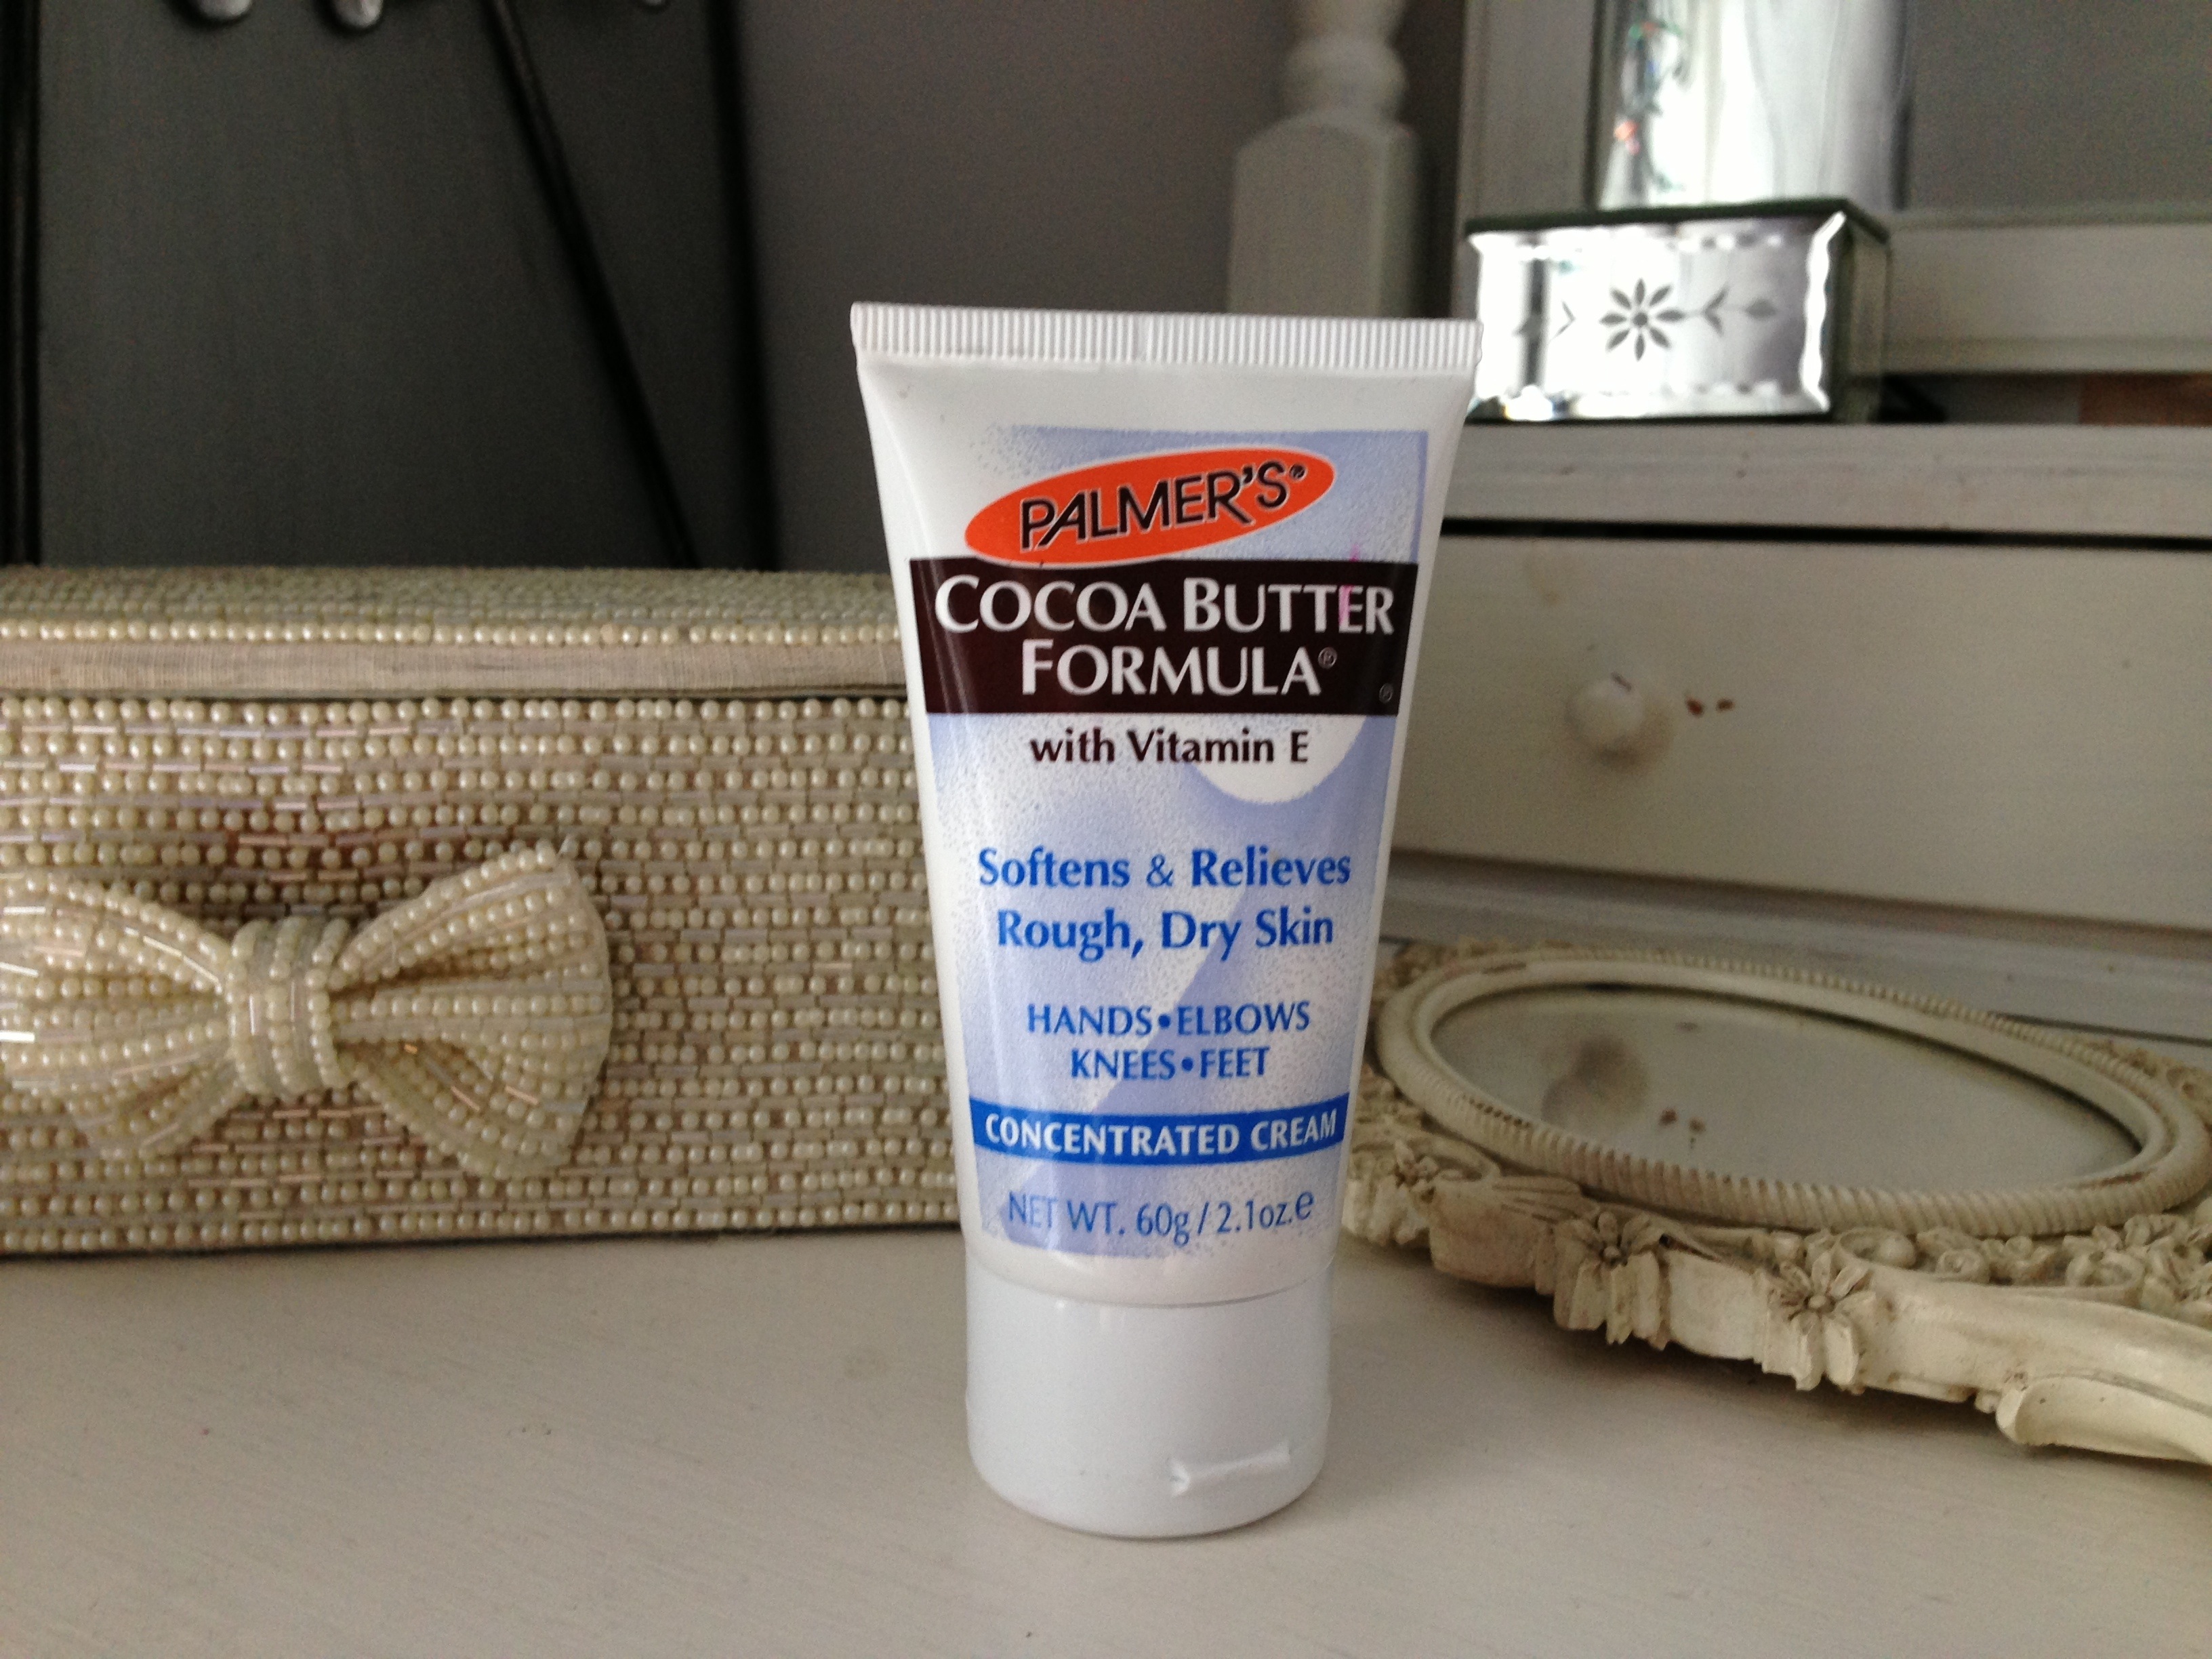 PALMER'S®
COCOA BUTTER
FORMULA®
®
with Vitamin E
Softens & Relieves
Rough, Dry Skin
HANDS•ELBOWS
KNEES•FEET
CONCENTRATED CREAM
NET WT. 60g / 2.1oz.e